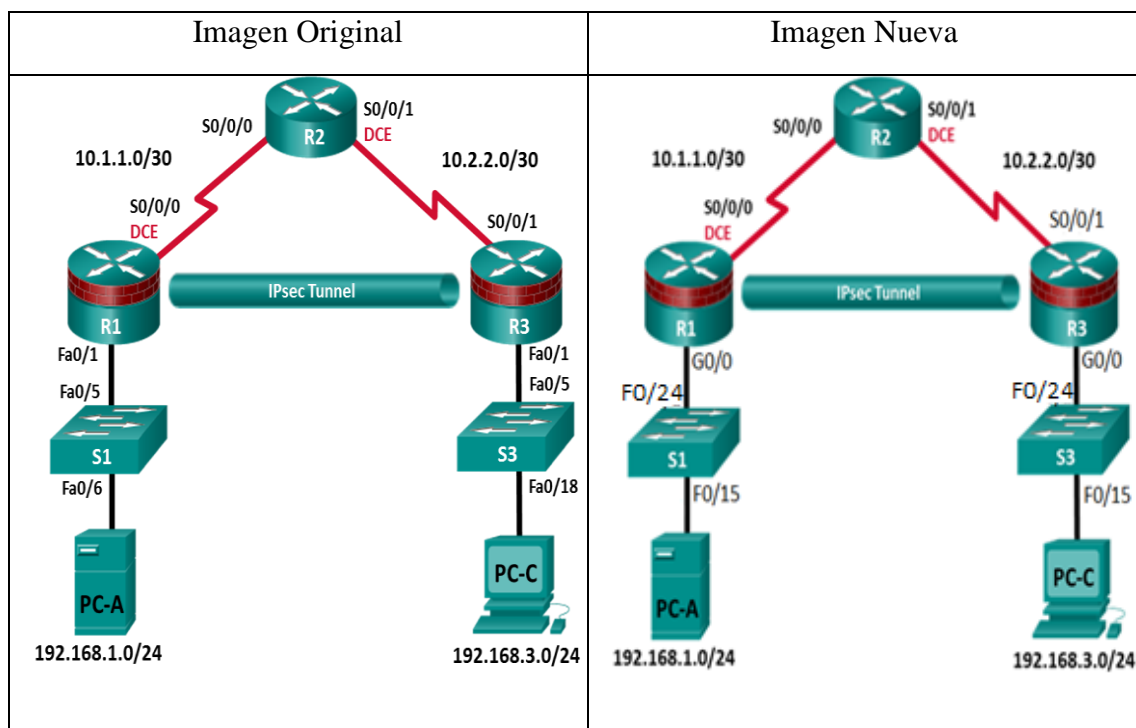 Imagen Original
S0/0/0
S0/0/1
DCE
R2
10.1.1.0/30
10.2.2.0/30
S0/0/0
DCE
S0/0/1
IPsec Tunnel
R1
R3
Fa0/1
Fa0/1
Fa0/5
Fa0/5
S1
S3
Fa0/6
Fa0/18
PC-A
PC-C
192.168.1.0/24
192.168.3.0/24
Imagen Nueva
S0/0/0
S0/0/1
DCE
R2
10.1.1.0/30
10.2.2.0/30
S0/0/0
DCE
S0/0/1
IPsec Tunnel
R1
R3
G0/0
G0/0
F0/24
F0/24
S1
S3
F0/15
F0/15
PC-A
PC-C
192.168.1.0/24
192.168.3.0/24